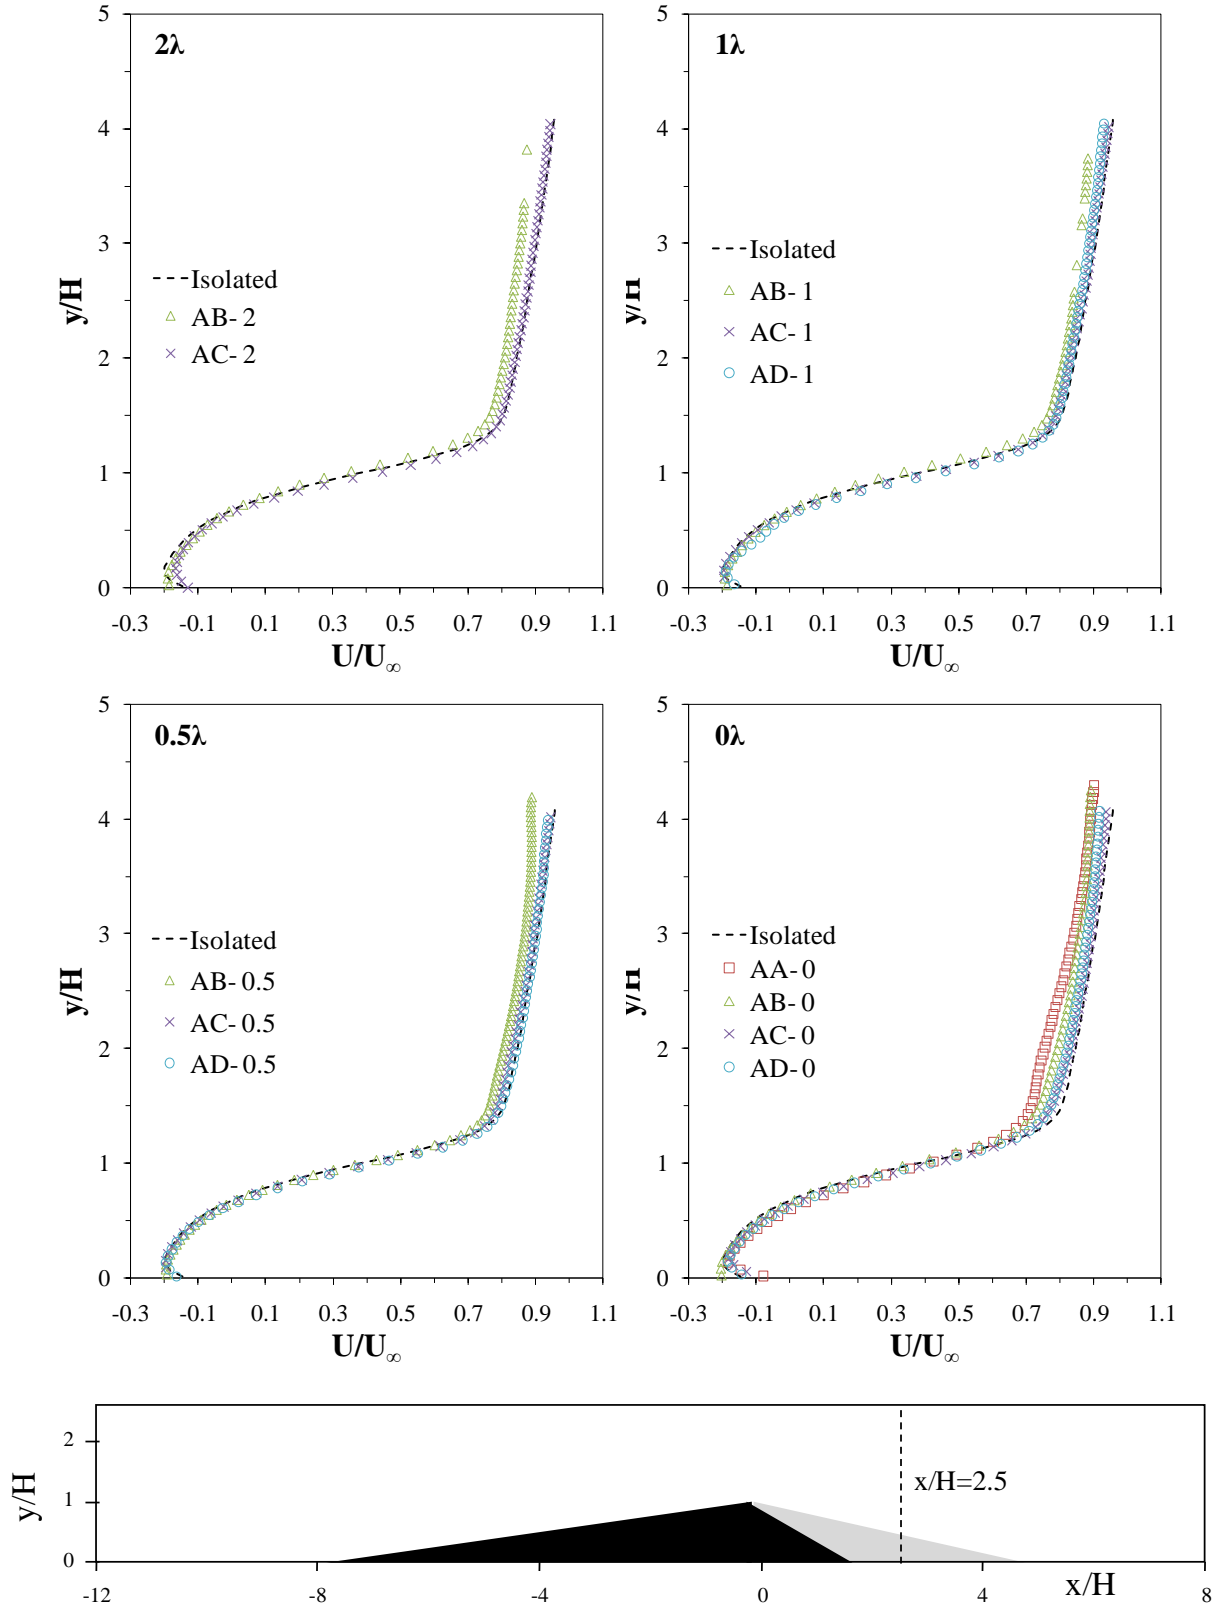 2λ
5
4
3
2
1
0
y/H
Isolated
AB-2
AC-2
-0.3 -0.1 0.1 0.3 0.5 0.7 0.9 1.1
U/U∞
1λ
5
4
3
2
1
0
y/H
Isolated
AB-1
AC-1
AD-1
-0.3 -0.1 0.1 0.3 0.5 0.7 0.9 1.1
U/U∞
0.5λ
5
4
3
2
1
0
y/H
Isolated
AB-0.5
AC-0.5
AD-0.5
-0.3 -0.1 0.1 0.3 0.5 0.7 0.9 1.1
U/U∞
0λ
5
4
3
2
1
0
y/H
Isolated
AA-0
AB-0
AC-0
AD-0
-0.3 -0.1 0.1 0.3 0.5 0.7 0.9 1.1
U/U∞
2
1
0
y/H
x/H=2.5
-12 -8 -4 0 4 8
x/H